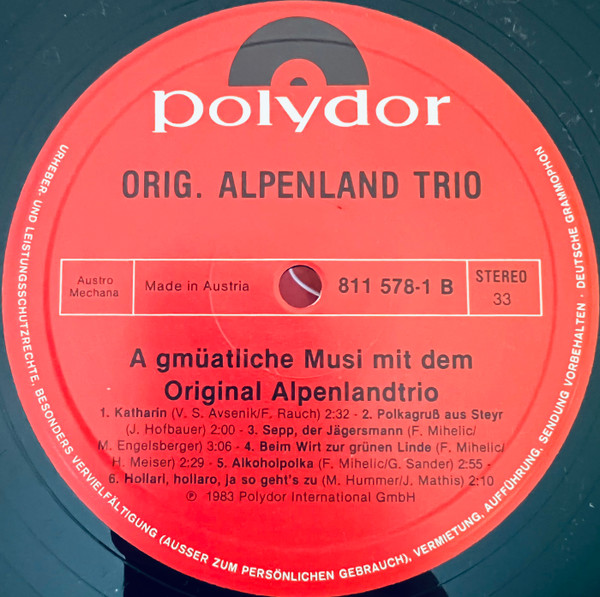 polydor
ORIG. ALPENLAND TRIO
Austro
Mechana
Made in Austria
811 578-1 B
STEREO
33
A gmüatliche Musi mit dem
Original Alpenlandtrio
1. Katharin (V. S. Avsenik/F. Rauch) 2:32 - 2. Polkagruß aus Steyr
(J. Hofbauer) 2:00 - 3. Sepp, der Jägersmann (F. Mihelic/
M. Engelsberger) 3:06 - 4. Beim Wirt zur grünen Linde (F. Mihelic/
H. Meiser) 2:29 - 5. Alkoholpolka (F. Mihelic/G. Sander) 2:55 -
6. Hollari, hollaro, ja so geht's zu (M. Hummer/J. Mathis) 2:10
℗ 1983 Polydor International GmbH
URHEBER- UND LEISTUNGSSCHUTZRECHTE, BESONDERS VERVIELFÄLTIGUNG (AUSSER ZUM PERSÖNLICHEN GEBRAUCH), VERMIETUNG, AUFFÜHRUNG, SENDUNG VORBEHALTEN · DEUTSCHE GRAMMOPHON